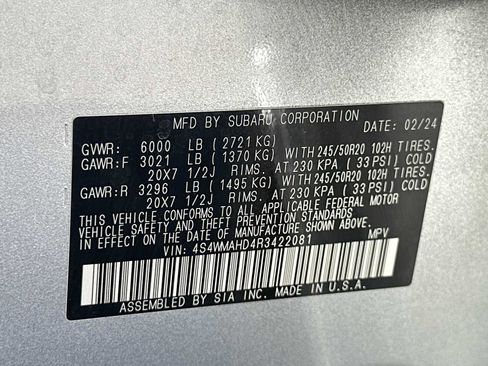 MFD BY SUBARU CORPORATION DATE: 02/24
GVWR: 6000 LB (2721 KG)
GAWR:F 3021 LB (1370 KG) WITH 245/50R20 102H TIRES.
20X7 1/2J RIMS. AT 230 KPA (33 PSI) COLD
GAWR:R 3296 LB (1495 KG) WITH 245/50R20 102H TIRES.
20X7 1/2J RIMS. AT 230 KPA (33 PSI) COLD
THIS VEHICLE CONFORMS TO ALL APPLICABLE FEDERAL MOTOR
VEHICLE SAFETY AND THEFT PREVENTION STANDARDS
IN EFFECT ON THE DATE OF MANUFACTURE SHOWN ABOVE.
VIN: 4S4WMAHD4R3422081 MPV
ASSEMBLED BY SIA INC. MADE IN U.S.A.